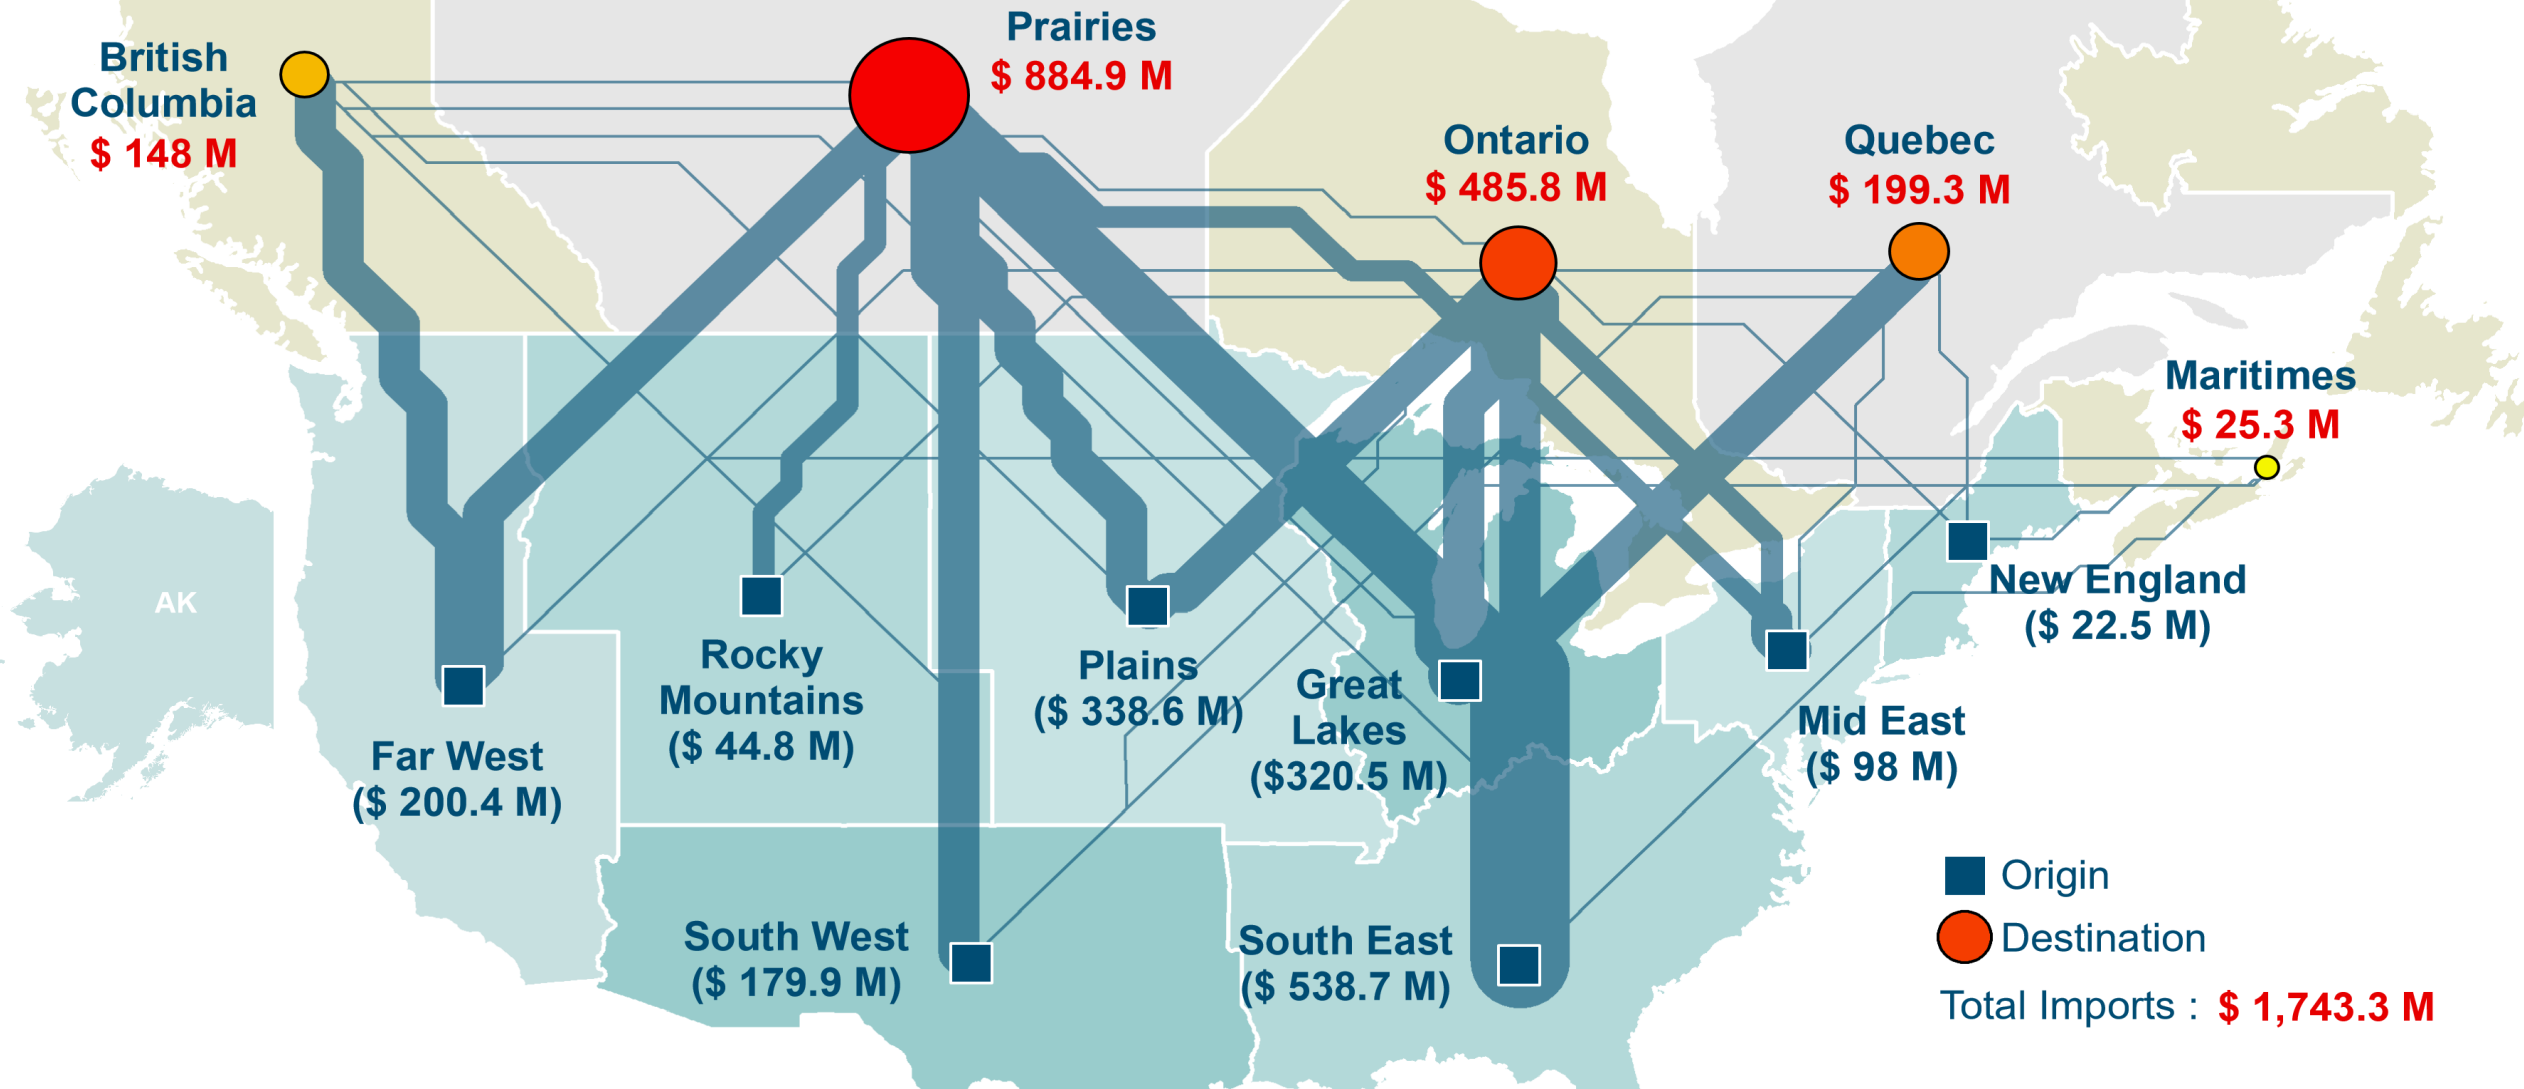 British
Columbia
$ 148 M
Prairies
$ 884.9 M
Ontario
$ 485.8 M
Quebec
$ 199.3 M
Maritimes
$ 25.3 M
AK
Far West
($ 200.4 M)
Rocky
Mountains
($ 44.8 M)
Plains
($ 338.6 M)
Great
Lakes
($320.5 M)
New England
($ 22.5 M)
Mid East
($ 98 M)
South West
($ 179.9 M)
South East
($ 538.7 M)
Origin
Destination
Total Imports : $ 1,743.3 M